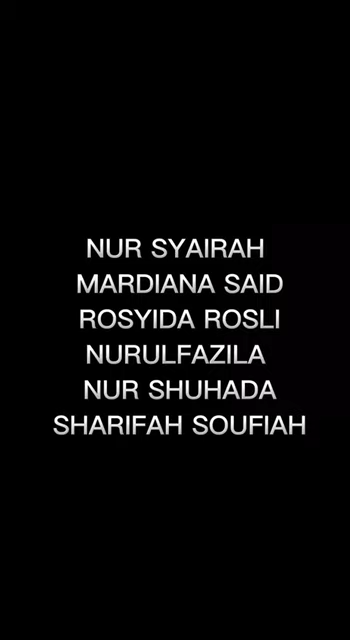 NUR SYAIRAH
MARDIANA SAID
ROSYIDA ROSLI
NURULFAZILA
NUR SHUHADA
SHARIFAH SOUFIAH